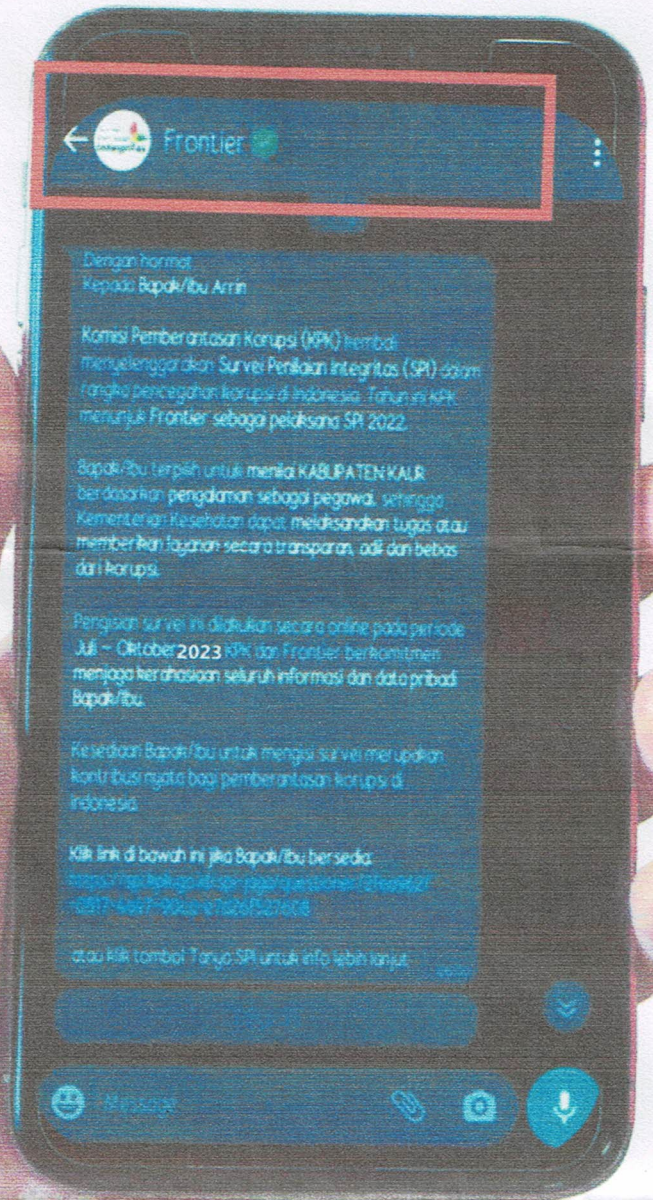 Frontier
Dengan hormat
Kepada Bapak/Ibu Arrin
Komisi Pemberantasan Korupsi (KPK) kembali
menyelenggarakan Survei Penilaian Integritas (SPI) dalam
rangka pencegahan korupsi di Indonesia. Tahun ini KPK
menunjuk Frontier sebagai pelaksana SPI 2022.
Bapak/Ibu terpilih untuk menilai KABUPATEN KAUR
berdasarkan pengalaman sebagai pegawai, sehingga
Kementerian Kesehatan dapat melaksanakan tugas atau
memberikan layanan secara transparan, adil dan bebas
dari korupsi.
Pengisian survei ini dilakukan secara online pada periode
Juli - Oktober 2023 KPK dan Frontier berkomitmen
menjaga kerahasiaan seluruh informasi dan data pribadi
Bapak/Ibu.
Kesediaan Bapak/Ibu untuk mengisi survei merupakan
kontribusi nyata bagi pemberantasan korupsi di
Indonesia.
Klik link di bawah ini jika Bapak/Ibu bersedia:
atau klik tombol Tanya SPI untuk info lebih lanjut
Message